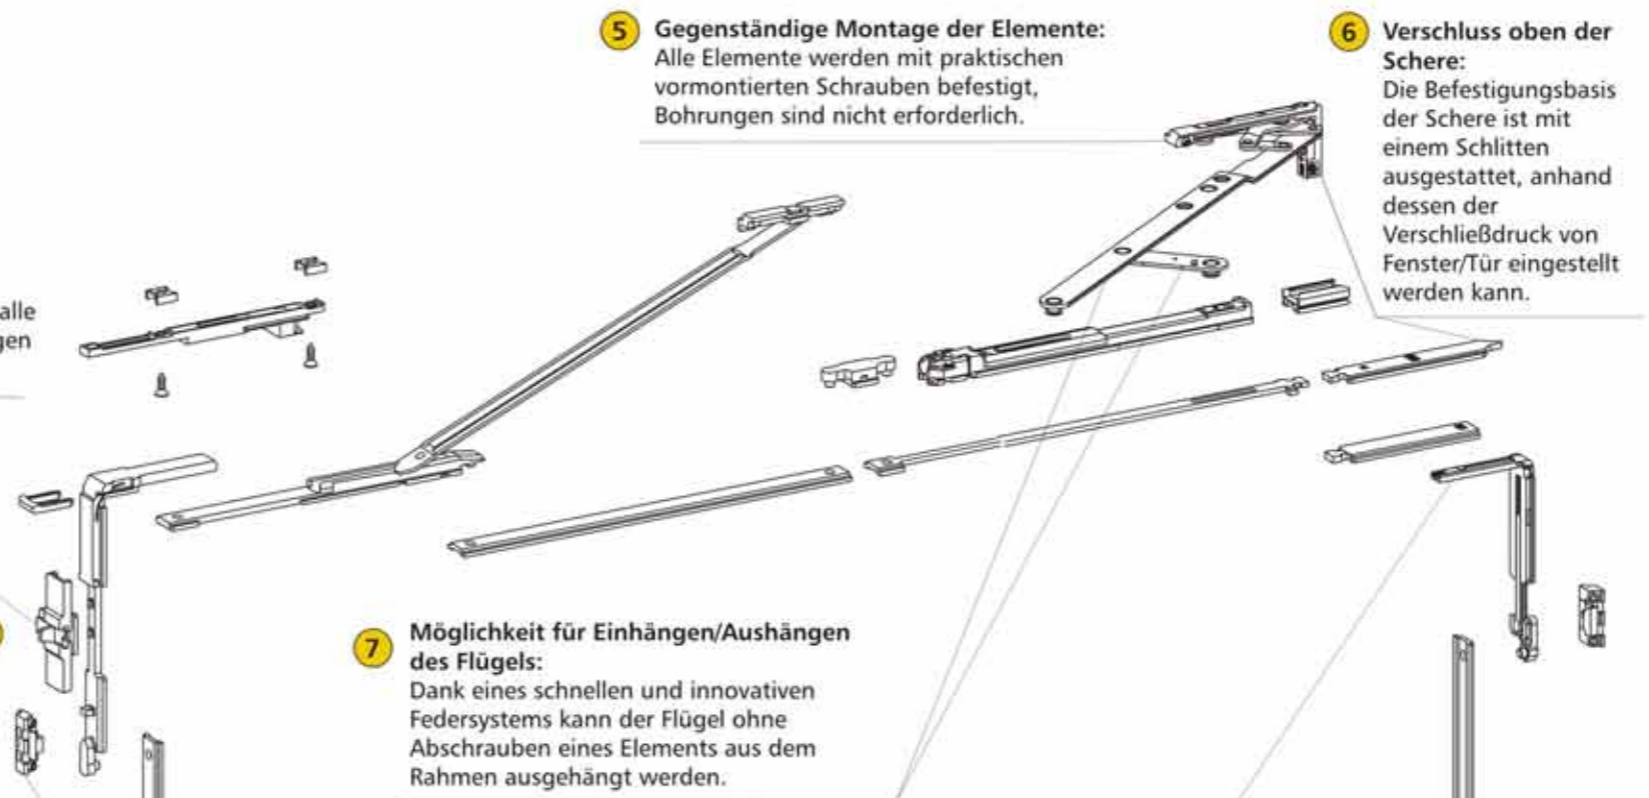 5
Gegenständige Montage der Elemente:
Alle Elemente werden mit praktischen
vormontierten Schrauben befestigt,
Bohrungen sind nicht erforderlich.
6
Verschluss oben der
Schere:
Die Befestigungsbasis
der Schere ist mit
einem Schlitten
ausgestattet, anhand
dessen der
Verschließdruck von
Fenster/Tür eingestellt
werden kann.
alle
gen
7
Möglichkeit für Einhängen/Aushängen
des Flügels:
Dank eines schnellen und innovativen
Federsystems kann der Flügel ohne
Abschrauben eines Elements aus dem
Rahmen ausgehängt werden.